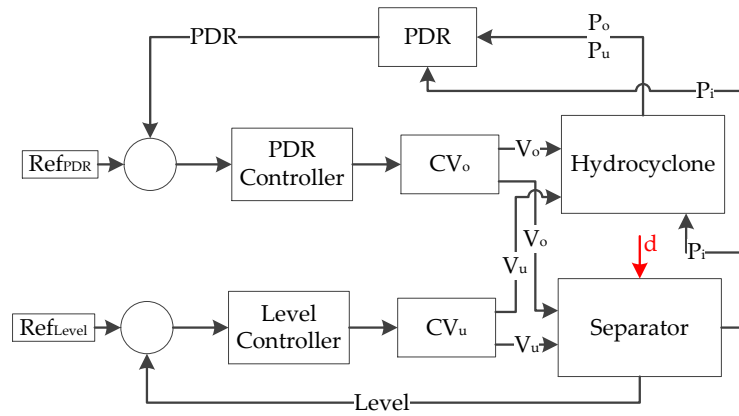 PDR
PDR
Po
Pu
Pi
RefPDR
PDR
Controller
CVo
Vo
Hydrocyclone
Vo
Vu
Pi
d
RefLevel
Level
Controller
CVu
Vu
Separator
Level